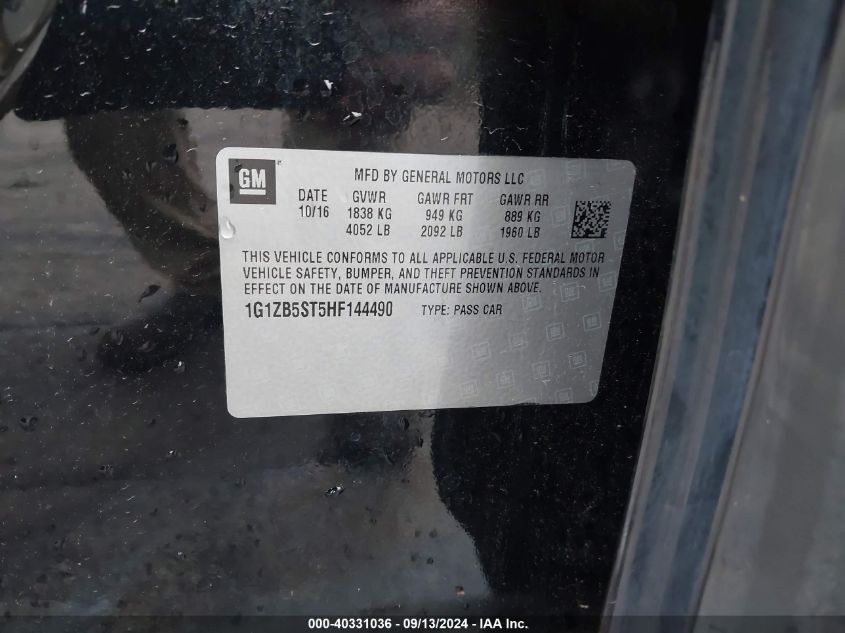 GM ®
MFD BY GENERAL MOTORS LLC
DATE GVWR GAWR FRT GAWR RR
10/16 1838 KG 949 KG 889 KG
4052 LB 2092 LB 1960 LB
THIS VEHICLE CONFORMS TO ALL APPLICABLE U.S. FEDERAL MOTOR
VEHICLE SAFETY, BUMPER, AND THEFT PREVENTION STANDARDS IN
EFFECT ON THE DATE OF MANUFACTURE SHOWN ABOVE.
1G1ZB5ST5HF144490 TYPE: PASS CAR
000-40331036 - 09/13/2024 - IAA Inc.